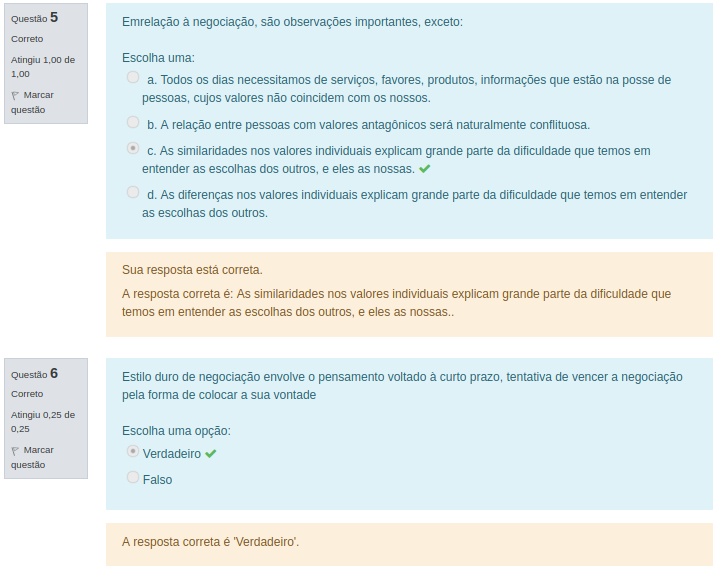 Questão 5
Correto
Atingiu 1,00 de
1,00
Marcar
questão
Emrelação à negociação, são observações importantes, exceto:
Escolha uma:
a. Todos os dias necessitamos de serviços, favores, produtos, informações que estão na posse de
pessoas, cujos valores não coincidem com os nossos.
b. A relação entre pessoas com valores antagônicos será naturalmente conflituosa.
c. As similaridades nos valores individuais explicam grande parte da dificuldade que temos em
entender as escolhas dos outros, e eles as nossas.
d. As diferenças nos valores individuais explicam grande parte da dificuldade que temos em entender
as escolhas dos outros.
Sua resposta está correta.
A resposta correta é: As similaridades nos valores individuais explicam grande parte da dificuldade que
temos em entender as escolhas dos outros, e eles as nossas..
Questão 6
Correto
Atingiu 0,25 de
0,25
Marcar
questão
Estilo duro de negociação envolve o pensamento voltado à curto prazo, tentativa de vencer a negociação
pela forma de colocar a sua vontade
Escolha uma opção:
Verdadeiro
Falso
A resposta correta é 'Verdadeiro'.